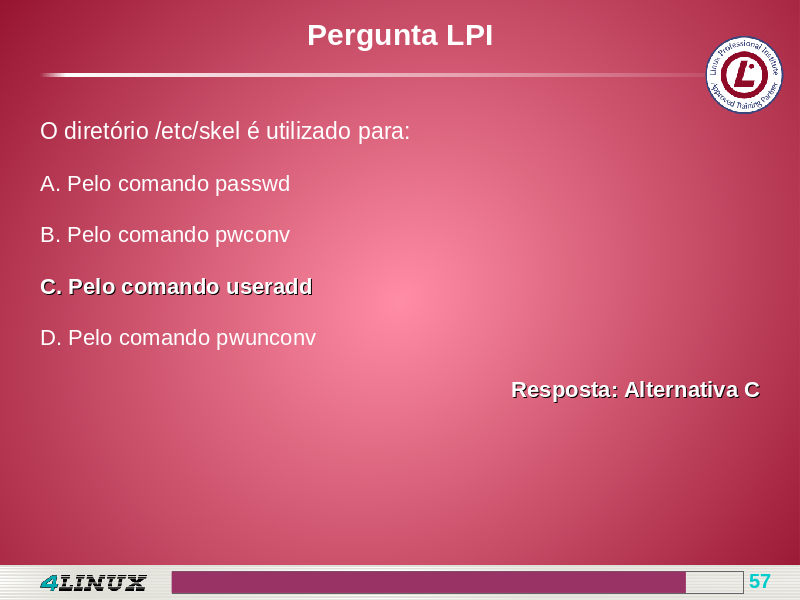 Pergunta LPI
Linux Professional Institute
Approved Training Partner
O diretório /etc/skel é utilizado para:
A. Pelo comando passwd
B. Pelo comando pwconv
C. Pelo comando useradd
D. Pelo comando pwunconv
Resposta: Alternativa C
4LINUX
57